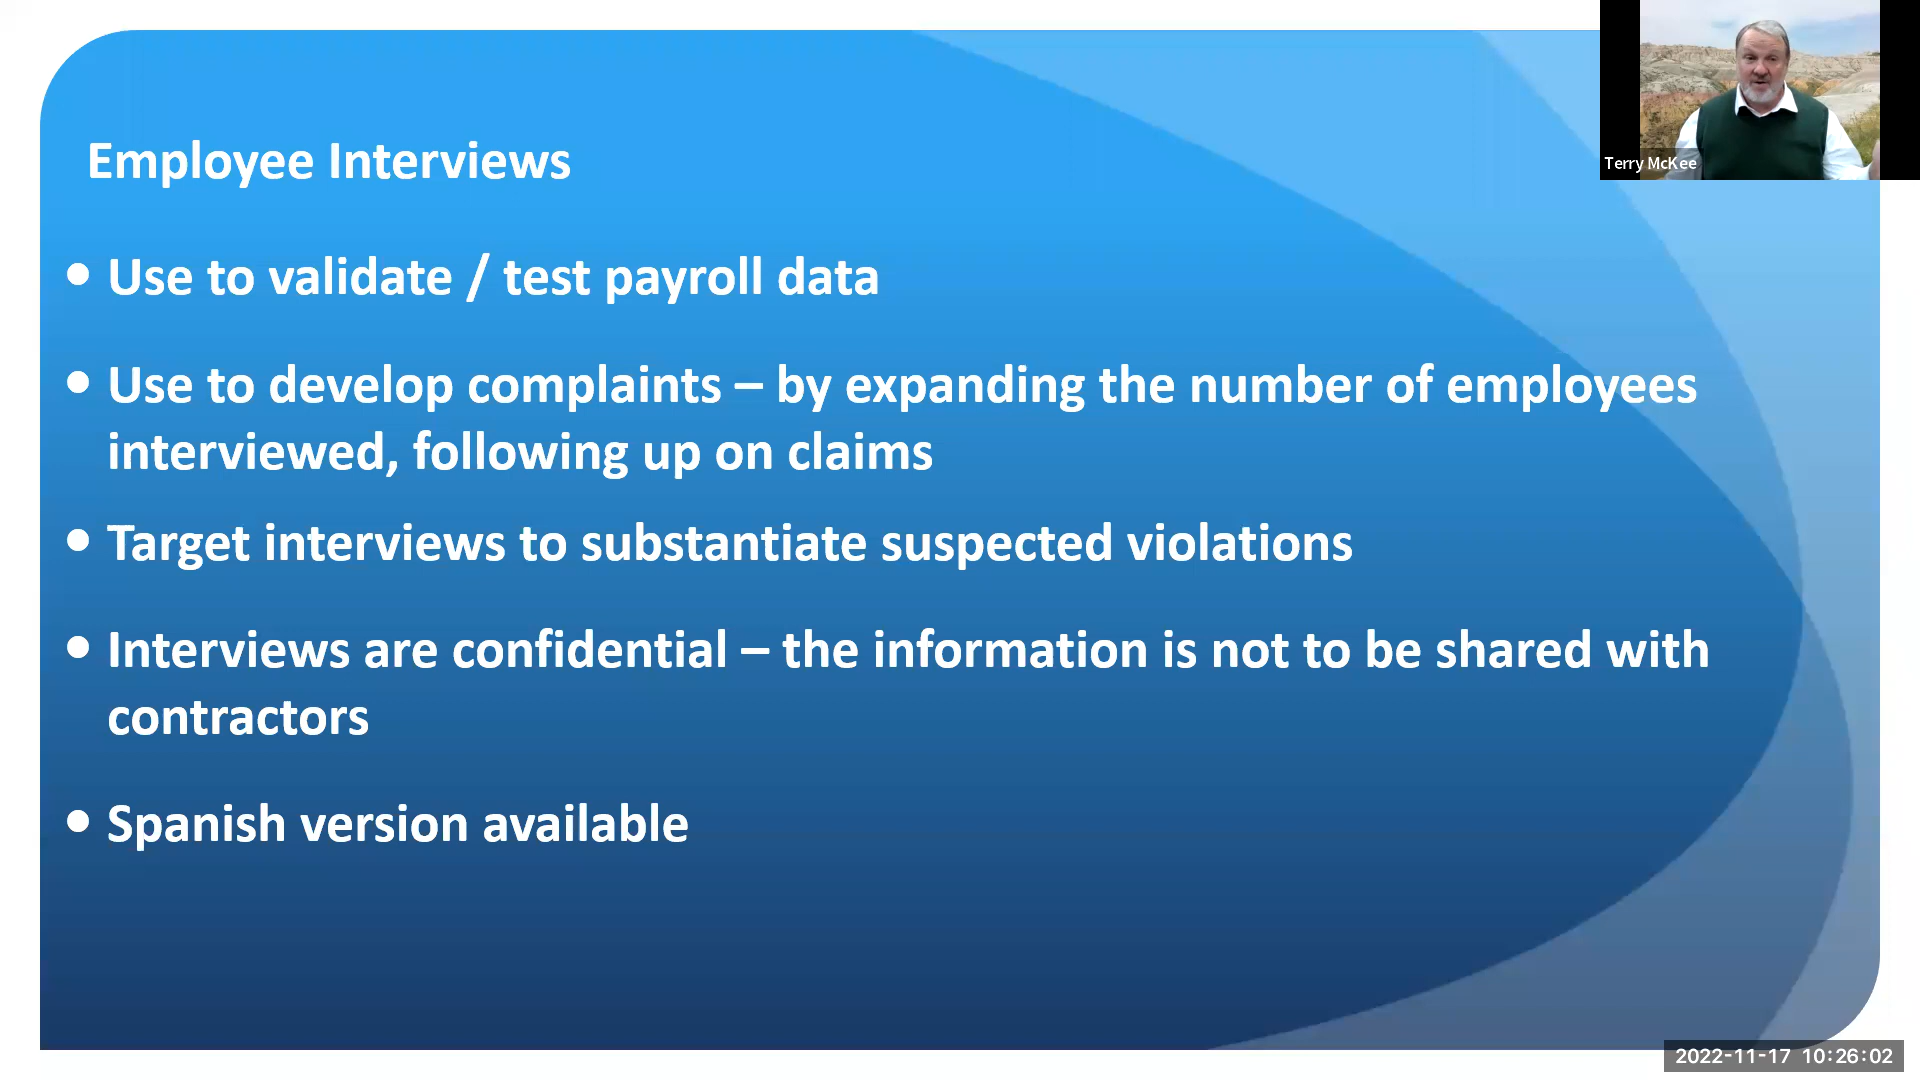 Employee Interviews
• Use to validate / test payroll data
• Use to develop complaints – by expanding the number of employees
interviewed, following up on claims
• Target interviews to substantiate suspected violations
• Interviews are confidential – the information is not to be shared with
contractors
• Spanish version available
Terry McKee
2022-11-17 10:26:02